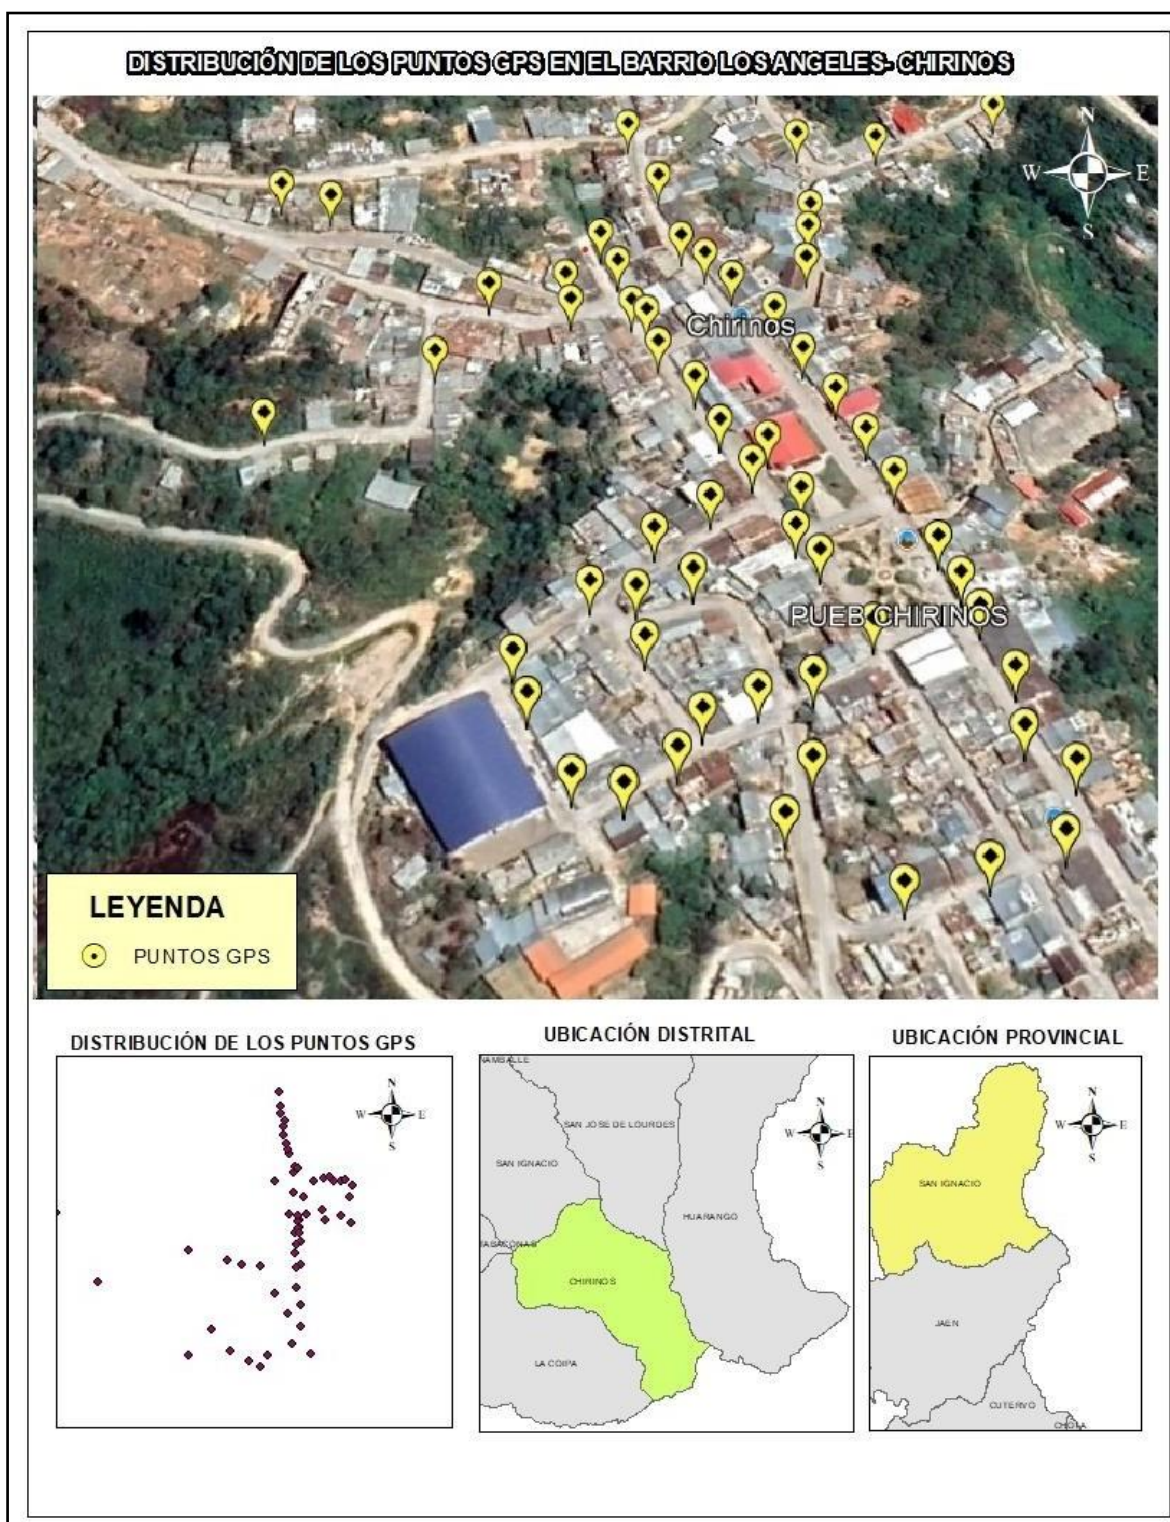 DISTRIBUCIÓN DE LOS PUNTOS GPS EN EL BARRIO LOS ANGELES- CHIRINOS
N
W E
S
Chirinos
PUEB CHIRINOS
LEYENDA
PUNTOS GPS
DISTRIBUCIÓN DE LOS PUNTOS GPS
N
W E
S
UBICACIÓN DISTRITAL
NAMBALLE
SAN JOSE DE LOURDES
N
W E
S
SAN IGNACIO
HUARANGO
TABACONAS
CHIRINOS
LA COIPA
UBICACIÓN PROVINCIAL
N
W E
S
SAN IGNACIO
JAEN
CUTERVO